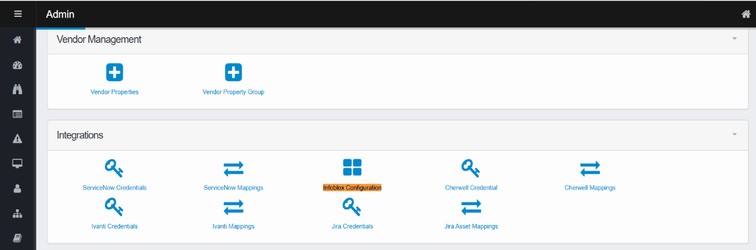 Admin
Vendor Management
Vendor Properties
Vendor Property Group
Integrations
ServiceNow Credentials
ServiceNow Mappings
Infoblox Configuration
Cherwell Credential
Cherwell Mappings
Ivanti Credentials
Ivanti Mappings
Jira Credentials
Jira Asset Mappings